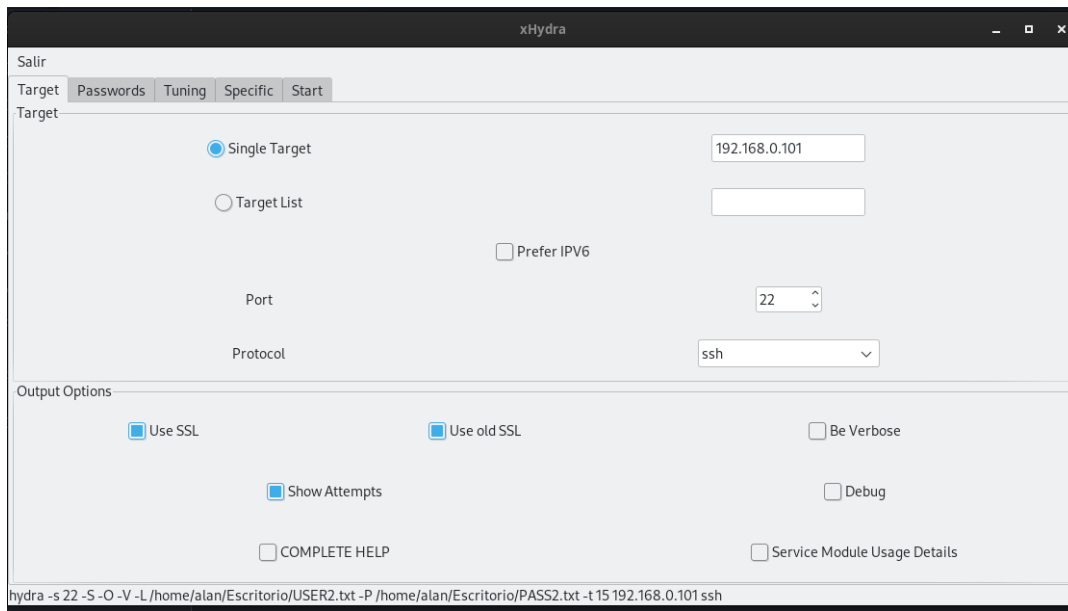 xHydra
Salir
Target Passwords Tuning Specific Start
Target
Single Target 192.168.0.101
Target List
Prefer IPV6
Port 22
Protocol ssh
Output Options
Use SSL Use old SSL Be Verbose
Show Attempts Debug
COMPLETE HELP Service Module Usage Details
hydra -s 22 -S -O -V -L /home/alan/Escritorio/USER2.txt -P /home/alan/Escritorio/PASS2.txt -t 15 192.168.0.101 ssh